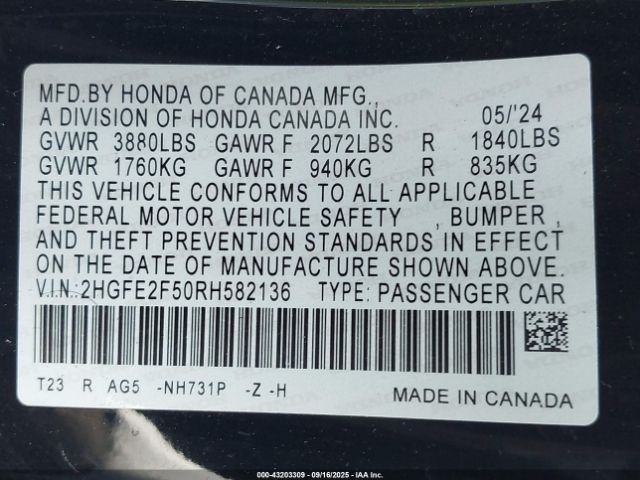 MFD.BY HONDA OF CANADA MFG.,
A DIVISION OF HONDA CANADA INC. 05/'24
GVWR 3880LBS GAWR F 2072LBS R 1840LBS
GVWR 1760KG GAWR F 940KG R 835KG
THIS VEHICLE CONFORMS TO ALL APPLICABLE
FEDERAL MOTOR VEHICLE SAFETY , BUMPER ,
AND THEFT PREVENTION STANDARDS IN EFFECT
ON THE DATE OF MANUFACTURE SHOWN ABOVE.
V.I.N.: 2HGFE2F50RH582136 TYPE: PASSENGER CAR
T23 R AG5 -NH731P -Z -H
MADE IN CANADA
000-43203309 - 09/16/2025 - IAA Inc.